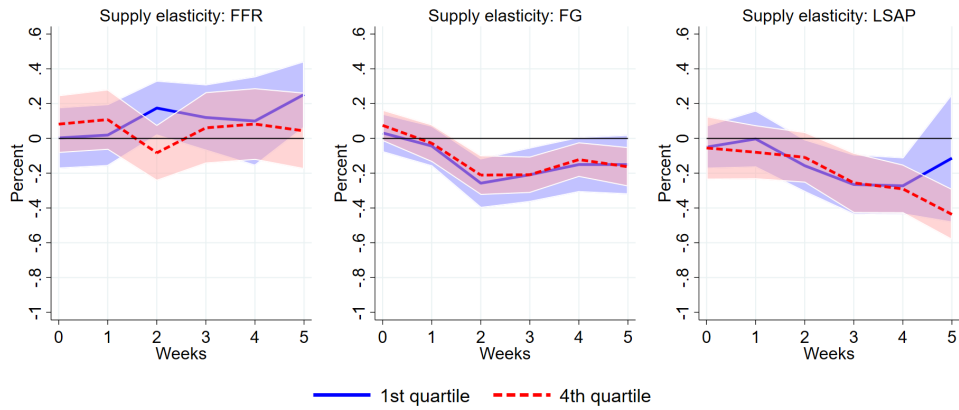 Supply elasticity: FFR
Percent
.6
.4
.2
0
-.2
-.4
-.6
-.8
-1
0 1 2 3 4 5
Weeks
Supply elasticity: FG
Percent
.6
.4
.2
0
-.2
-.4
-.6
-.8
-1
0 1 2 3 4 5
Weeks
Supply elasticity: LSAP
Percent
.6
.4
.2
0
-.2
-.4
-.6
-.8
-1
0 1 2 3 4 5
Weeks
1st quartile 4th quartile